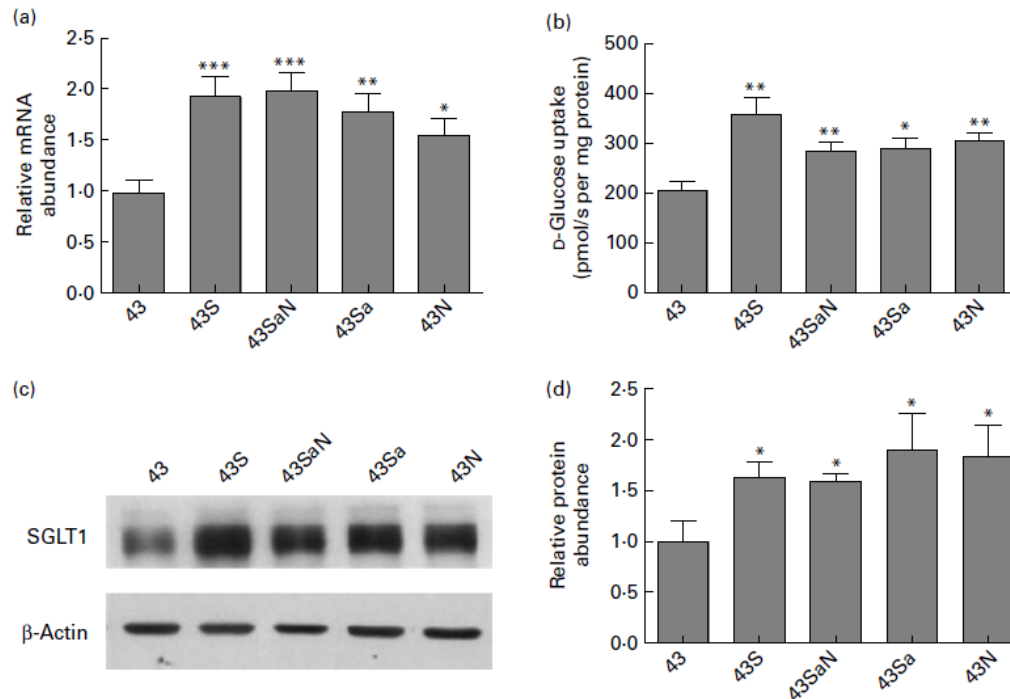 (a)
Relative mRNA
abundance
2·5
2·0
1·5
1·0
0·5
0·0
***
***
**
*
43
43S
43SaN
43Sa
43N
(b)
D-Glucose uptake
(pmol/s per mg protein)
500
400
300
200
100
0
**
**
*
**
43
43S
43SaN
43Sa
43N
(c)
43
43S
43SaN
43Sa
43N
SGLT1
β-Actin
(d)
Relative protein
abundance
2·5
2·0
1·5
1·0
0·5
0·0
*
*
*
*
43
43S
43SaN
43Sa
43N